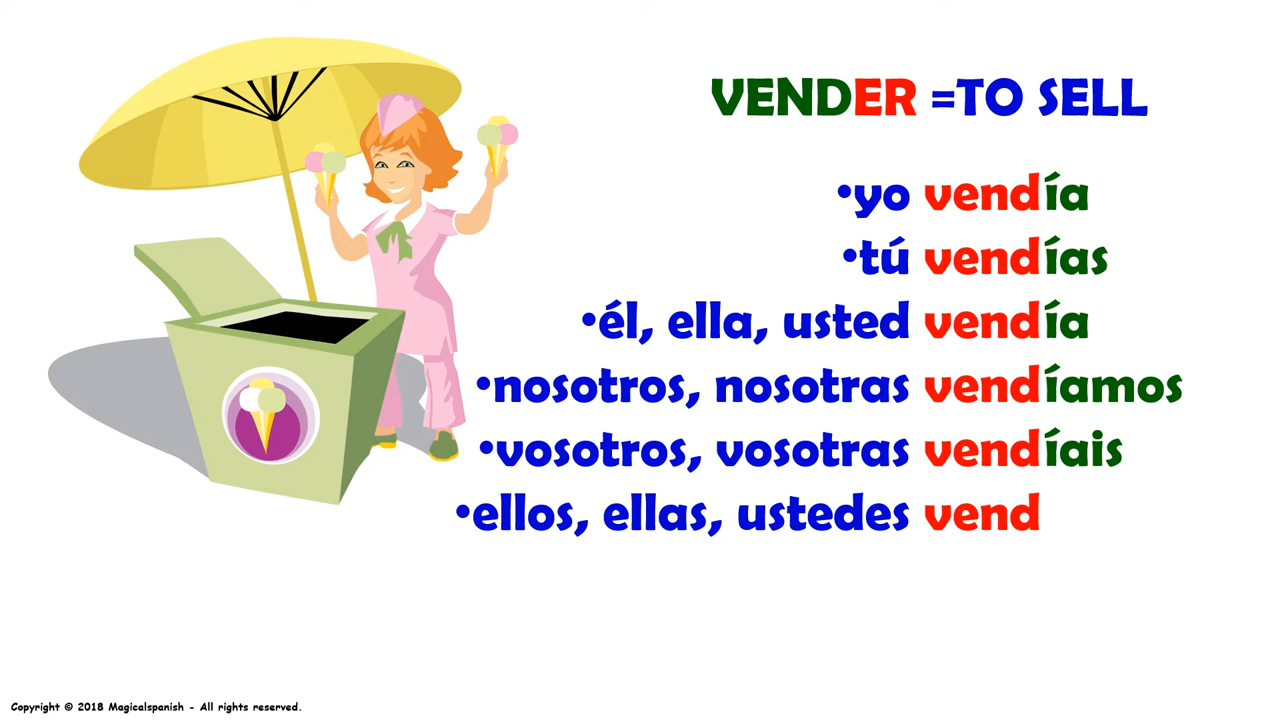 VENDER =TO SELL
•yo vendía
•tú vendías
•él, ella, usted vendía
•nosotros, nosotras vendíamos
•vosotros, vosotras vendíais
•ellos, ellas, ustedes vend
Copyright © 2018 Magicalspanish - All rights reserved.